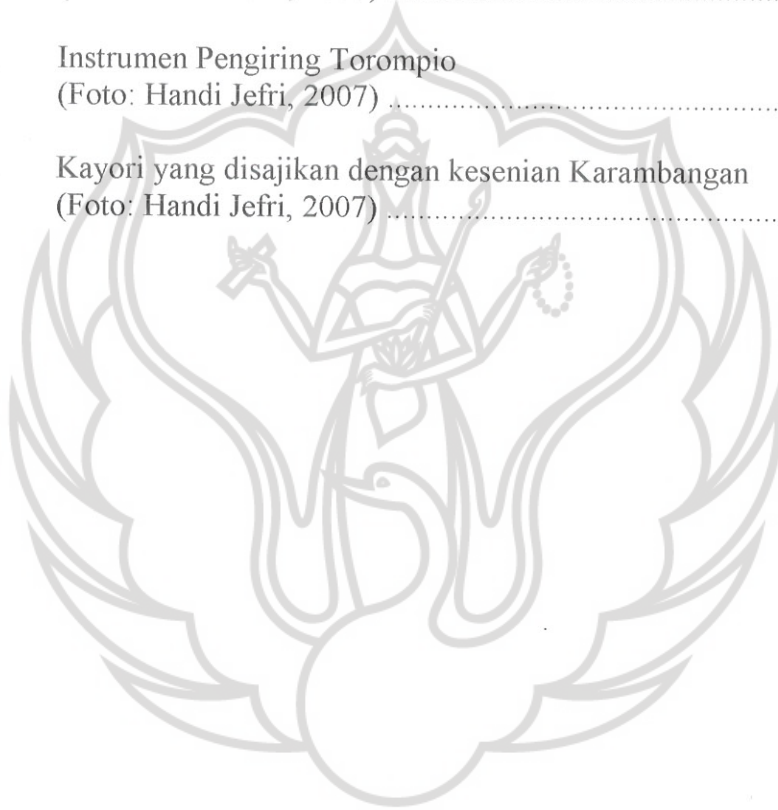 Instrumen Pengiring Torompio
(Foto: Handi Jefri, 2007) ................................................
Kayori yang disajikan dengan kesenian Karambangan
(Foto: Handi Jefri, 2007) ................................................